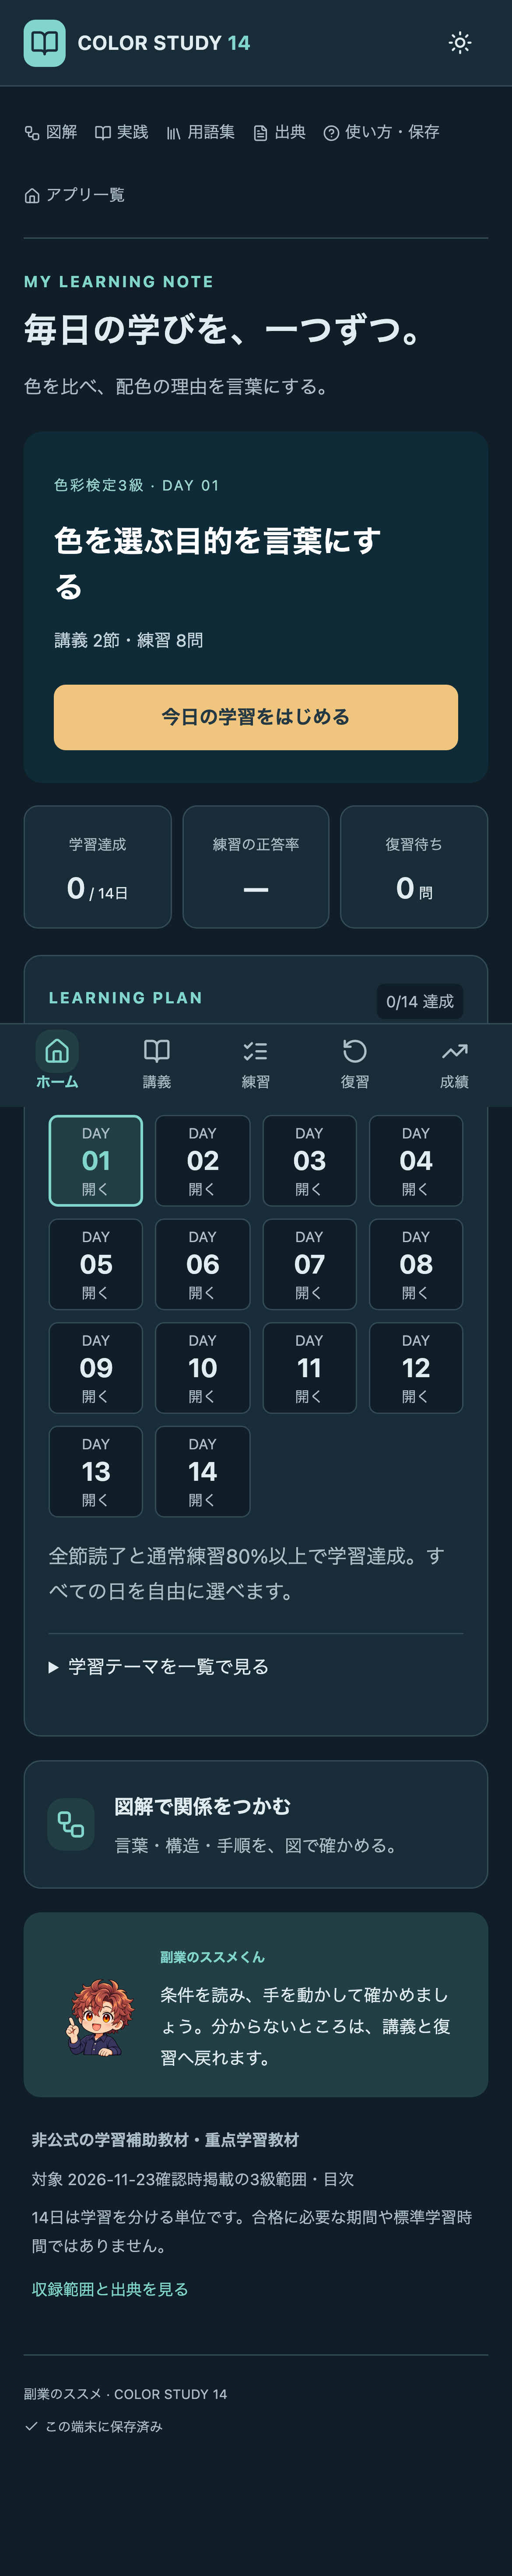 COLOR STUDY 14
図解
実践
用語集
出典
使い方・保存
アプリ一覧
MY LEARNING NOTE
毎日の学びを、一つずつ。
色を比べ、配色の理由を言葉にする。
色彩検定3級 · DAY 01
色を選ぶ目的を言葉にす
る
講義 2節・練習 8問
今日の学習をはじめる
学習達成
0 / 14日
練習の正答率
—
復習待ち
0 問
LEARNING PLAN
0/14 達成
ホーム
講義
練習
復習
成績
DAY
01
開く
DAY
02
開く
DAY
03
開く
DAY
04
開く
DAY
05
開く
DAY
06
開く
DAY
07
開く
DAY
08
開く
DAY
09
開く
DAY
10
開く
DAY
11
開く
DAY
12
開く
DAY
13
開く
DAY
14
開く
全節読了と通常練習80%以上で学習達成。す
べての日を自由に選べます。
▶ 学習テーマを一覧で見る
図解で関係をつかむ
言葉・構造・手順を、図で確かめる。
副業のススメくん
条件を読み、手を動かして確かめまし
ょう。分からないところは、講義と復
習へ戻れます。
非公式の学習補助教材・重点学習教材
対象 2026-11-23確認時掲載の3級範囲・目次
14日は学習を分ける単位です。合格に必要な期間や標準学習時
間ではありません。
収録範囲と出典を見る
副業のススメ · COLOR STUDY 14
この端末に保存済み